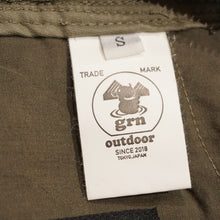 S
TRADE MARK
grn
outdoor
SINCE 2018
TOKYO, JAPAN